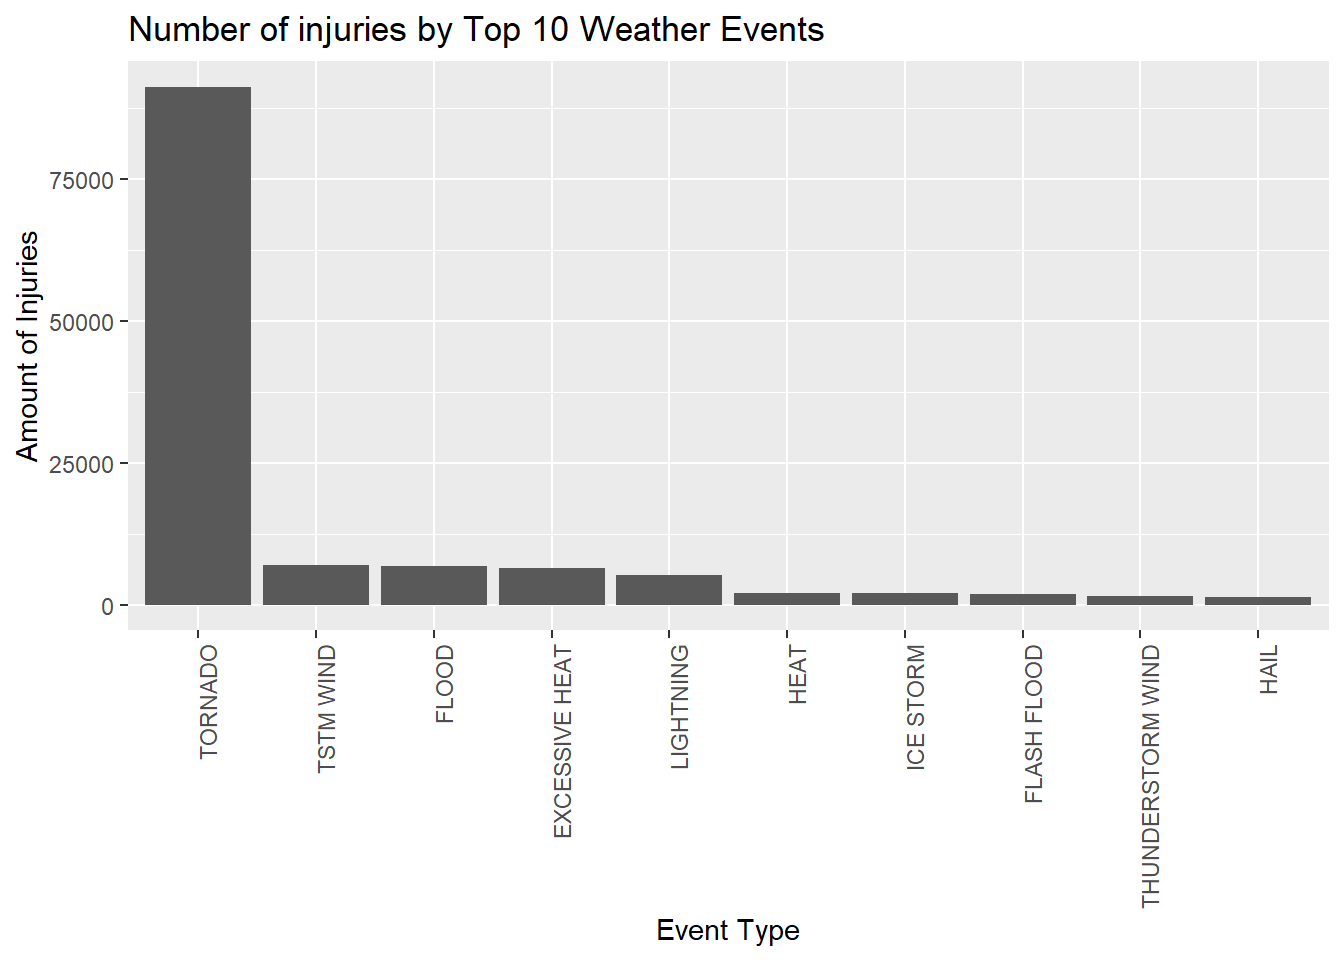 Number of injuries by Top 10 Weather Events
Amount of Injuries
75000
50000
25000
0
TORNADO
TSTM WIND
FLOOD
EXCESSIVE HEAT
LIGHTNING
HEAT
ICE STORM
FLASH FLOOD
THUNDERSTORM WIND
HAIL
Event Type